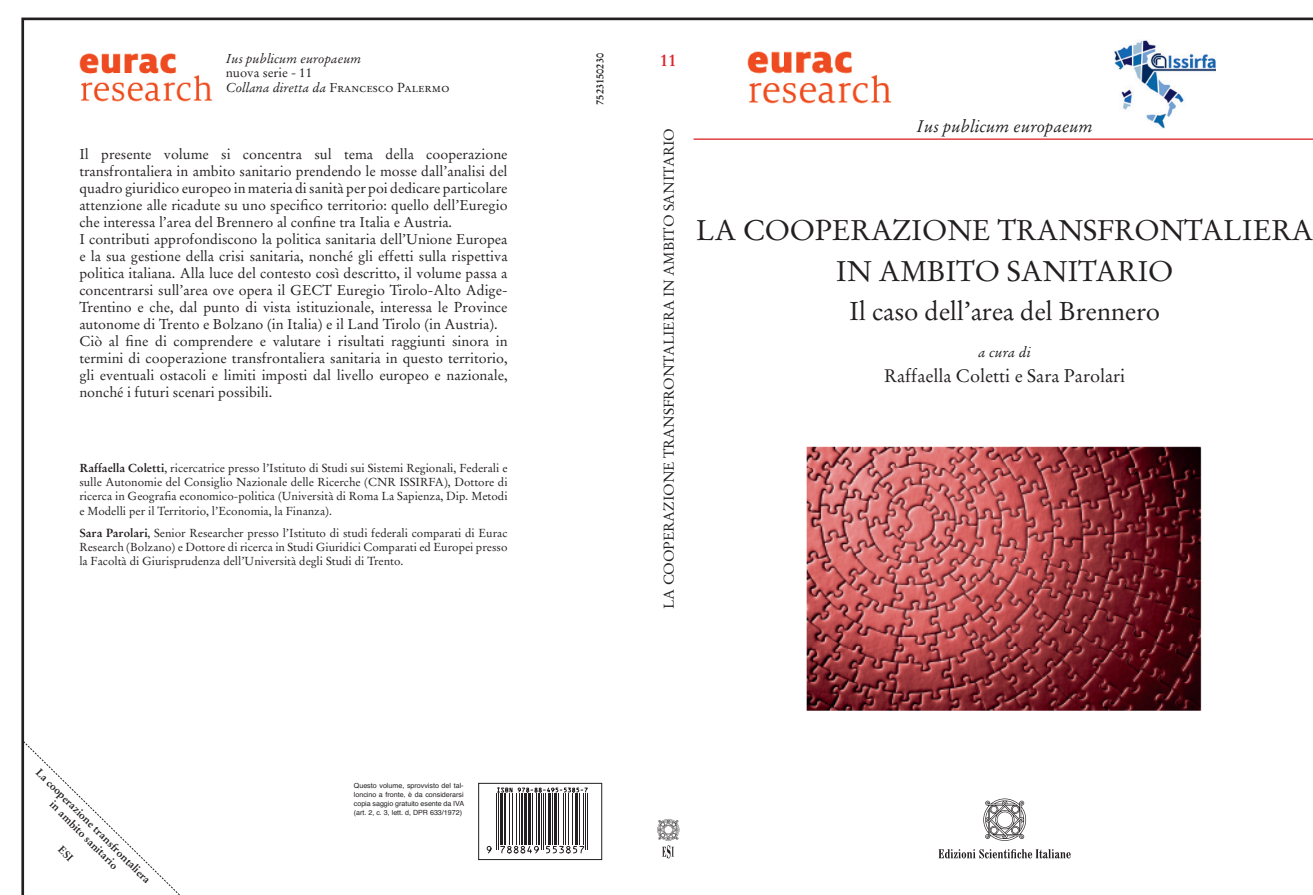 eurac
research
Ius publicum europaeum
nuova serie - 11
Collana diretta da Francesco Palermo
7523150230
Il presente volume si concentra sul tema della cooperazione
transfrontaliera in ambito sanitario prendendo le mosse dall'analisi del
quadro giuridico europeo in materia di sanità per poi dedicare particolare
attenzione alle ricadute su uno specifico territorio: quello dell'Euregio
che interessa l'area del Brennero al confine tra Italia e Austria.
I contributi approfondiscono la politica sanitaria dell'Unione Europea
e la sua gestione della crisi sanitaria, nonché gli effetti sulla rispettiva
politica italiana. Alla luce del contesto così descritto, il volume passa a
concentrarsi sull'area ove opera il GECT Euregio Tirolo-Alto Adige-
Trentino e che, dal punto di vista istituzionale, interessa le Province
autonome di Trento e Bolzano (in Italia) e il Land Tirolo (in Austria).
Ciò al fine di comprendere e valutare i risultati raggiunti sinora in
termini di cooperazione transfrontaliera sanitaria in questo territorio,
gli eventuali ostacoli e limiti imposti dal livello europeo e nazionale,
nonché i futuri scenari possibili.
Raffaella Coletti, ricercatrice presso l'Istituto di Studi sui Sistemi Regionali, Federali e
sulle Autonomie del Consiglio Nazionale delle Ricerche (CNR ISSIRFA), Dottore di
ricerca in Geografia economico-politica (Università di Roma La Sapienza, Dip. Metodi
e Modelli per il Territorio, l'Economia, la Finanza).
Sara Parolari, Senior Researcher presso l'Istituto di studi federali comparati di Eurac
Research (Bolzano) e Dottore di ricerca in Studi Giuridici Comparati ed Europei presso
la Facoltà di Giurisprudenza dell'Università degli Studi di Trento.
La cooperazione transfrontaliera
in ambito sanitario
ESI
Questo volume, sprovvisto del tal-
loncino a fronte, è da considerarsi
copia saggio gratuito esente da IVA
(art. 2, c. 3, lett. d, DPR 633/1972)
ISBN 978-88-495-5385-7
9 788849 553857
11
LA COOPERAZIONE TRANSFRONTALIERA IN AMBITO SANITARIO
ESI
eurac
research
Issirfa
Ius publicum europaeum
LA COOPERAZIONE TRANSFRONTALIERA
IN AMBITO SANITARIO
Il caso dell'area del Brennero
a cura di
Raffaella Coletti e Sara Parolari
Edizioni Scientifiche Italiane